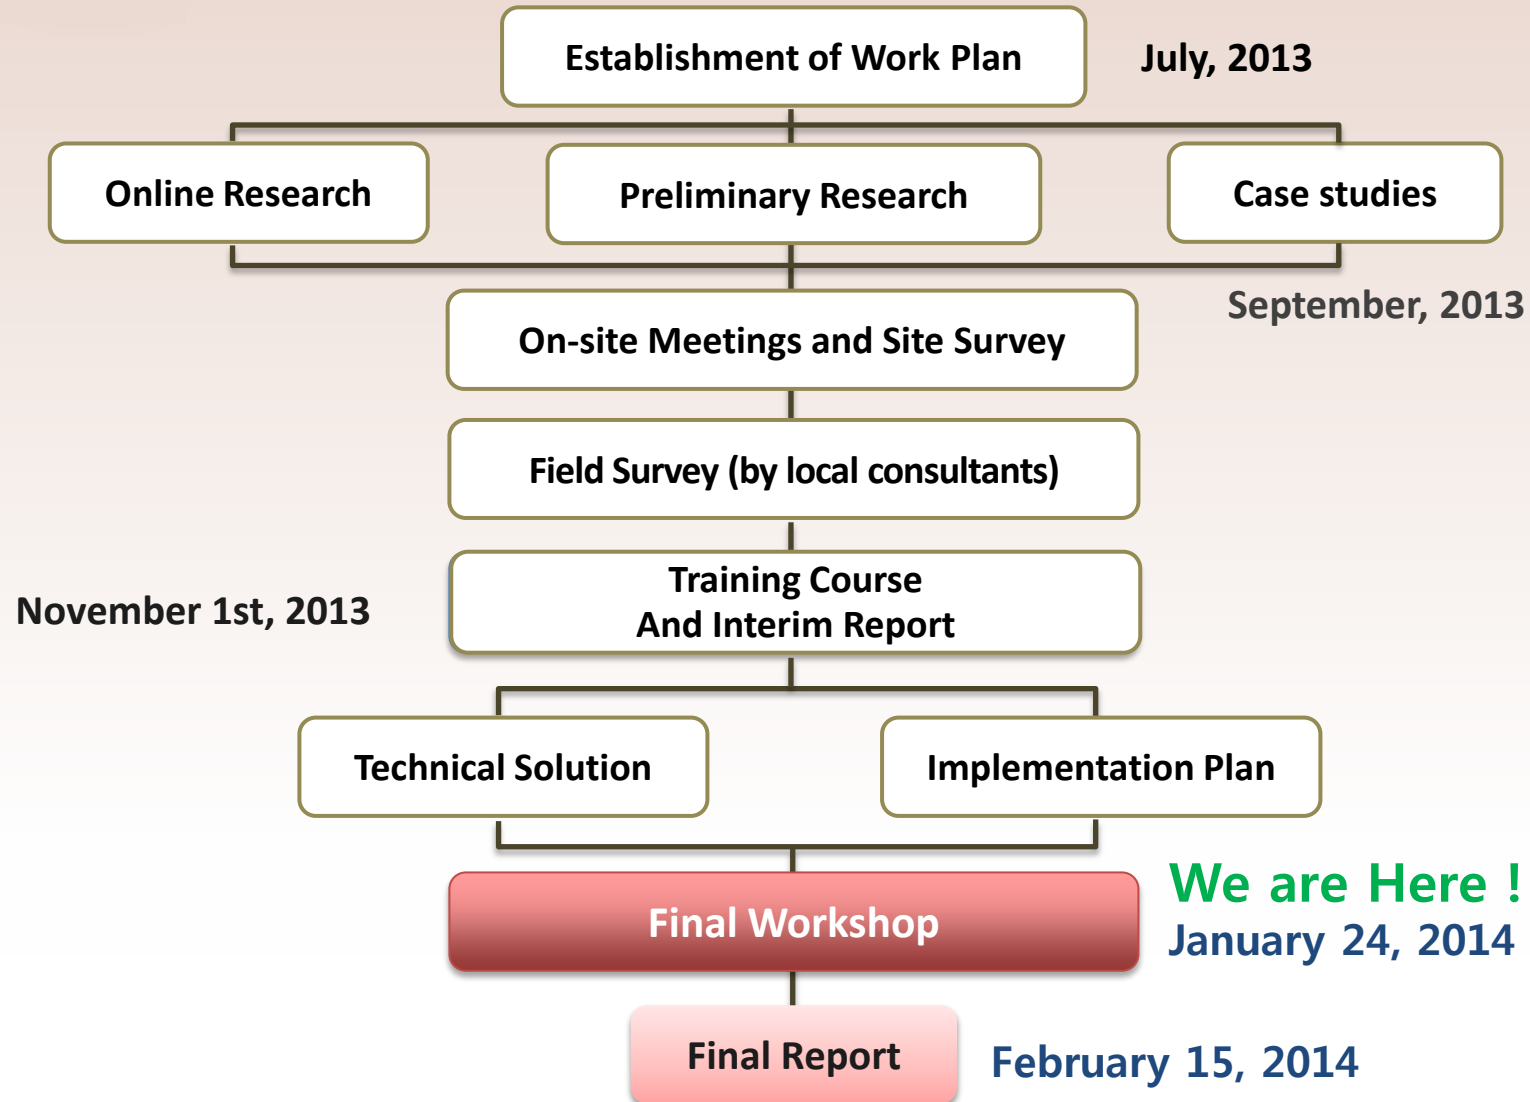 Establishment of Work Plan
July, 2013
Online Research
Preliminary Research
Case studies
September, 2013
On-site Meetings and Site Survey
Field Survey (by local consultants)
Training Course
And Interim Report
November 1st, 2013
Technical Solution
Implementation Plan
We are Here !
Final Workshop
January 24, 2014
Final Report
February 15, 2014